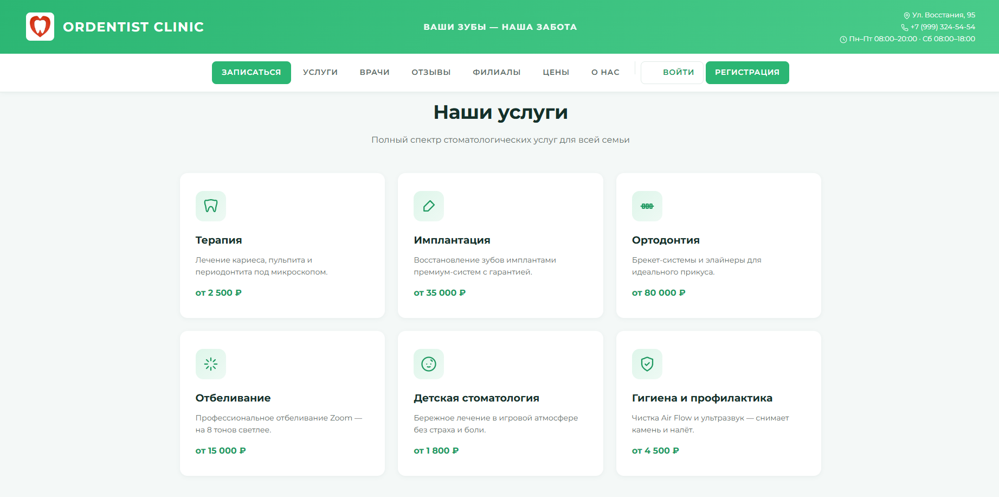 ORDENTIST CLINIC
ВАШИ ЗУБЫ — НАША ЗАБОТА
Ул. Восстания, 95
+7 (999) 324-54-54
Пн–Пт 08:00–20:00 · Сб 08:00–18:00
ЗАПИСАТЬСЯ УСЛУГИ ВРАЧИ ОТЗЫВЫ ФИЛИАЛЫ ЦЕНЫ О НАС ВОЙТИ РЕГИСТРАЦИЯ
Наши услуги
Полный спектр стоматологических услуг для всей семьи
Терапия
Лечение кариеса, пульпита и
периодонтита под микроскопом.
от 2 500 ₽
Имплантация
Восстановление зубов имплантами
премиум-систем с гарантией.
от 35 000 ₽
Ортодонтия
Брекет-системы и элайнеры для
идеального прикуса.
от 80 000 ₽
Отбеливание
Профессиональное отбеливание Zoom —
на 8 тонов светлее.
от 15 000 ₽
Детская стоматология
Бережное лечение в игровой атмосфере
без страха и боли.
от 1 800 ₽
Гигиена и профилактика
Чистка Air Flow и ультразвук — снимает
камень и налёт.
от 4 500 ₽